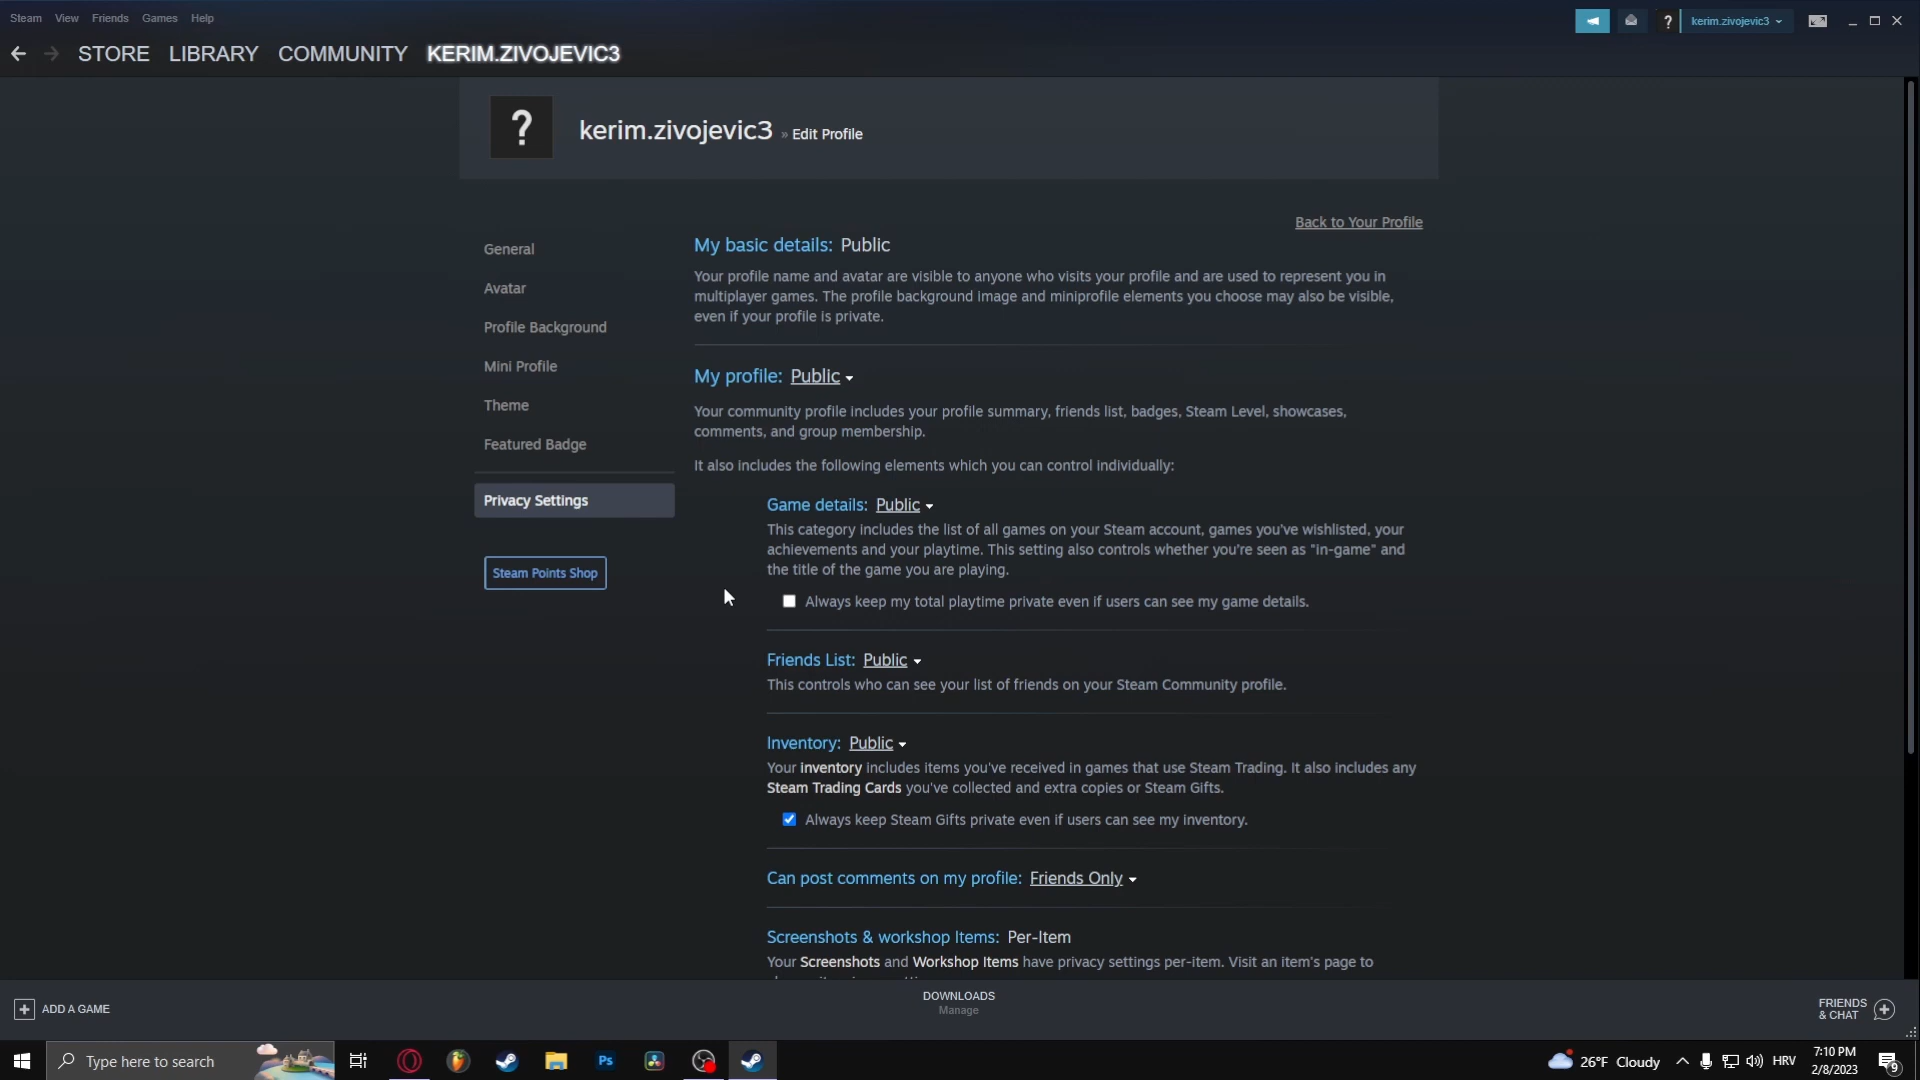 Steam View Friends Games Help
kerim.zivojevic3
STORE LIBRARY COMMUNITY KERIM.ZIVOJEVIC3
?
kerim.zivojevic3 » Edit Profile
Back to Your Profile
General
Avatar
Profile Background
Mini Profile
Theme
Featured Badge
Privacy Settings
Steam Points Shop
My basic details: Public
Your profile name and avatar are visible to anyone who visits your profile and are used to represent you in
multiplayer games. The profile background image and miniprofile elements you choose may also be visible,
even if your profile is private.
My profile: Public
Your community profile includes your profile summary, friends list, badges, Steam Level, showcases,
comments, and group membership.
It also includes the following elements which you can control individually:
Game details: Public
This category includes the list of all games on your Steam account, games you've wishlisted, your
achievements and your playtime. This setting also controls whether you're seen as "in-game" and
the title of the game you are playing.
Always keep my total playtime private even if users can see my game details.
Friends List: Public
This controls who can see your list of friends on your Steam Community profile.
Inventory: Public
Your inventory includes items you've received in games that use Steam Trading. It also includes any
Steam Trading Cards you've collected and extra copies or Steam Gifts.
Always keep Steam Gifts private even if users can see my inventory.
Can post comments on my profile: Friends Only
Screenshots & workshop Items: Per-Item
Your Screenshots and Workshop Items have privacy settings per-item. Visit an item's page to
ADD A GAME
DOWNLOADS
Manage
FRIENDS
& CHAT
Type here to search
Ps
26°F Cloudy
HRV
7:10 PM
2/8/2023
9